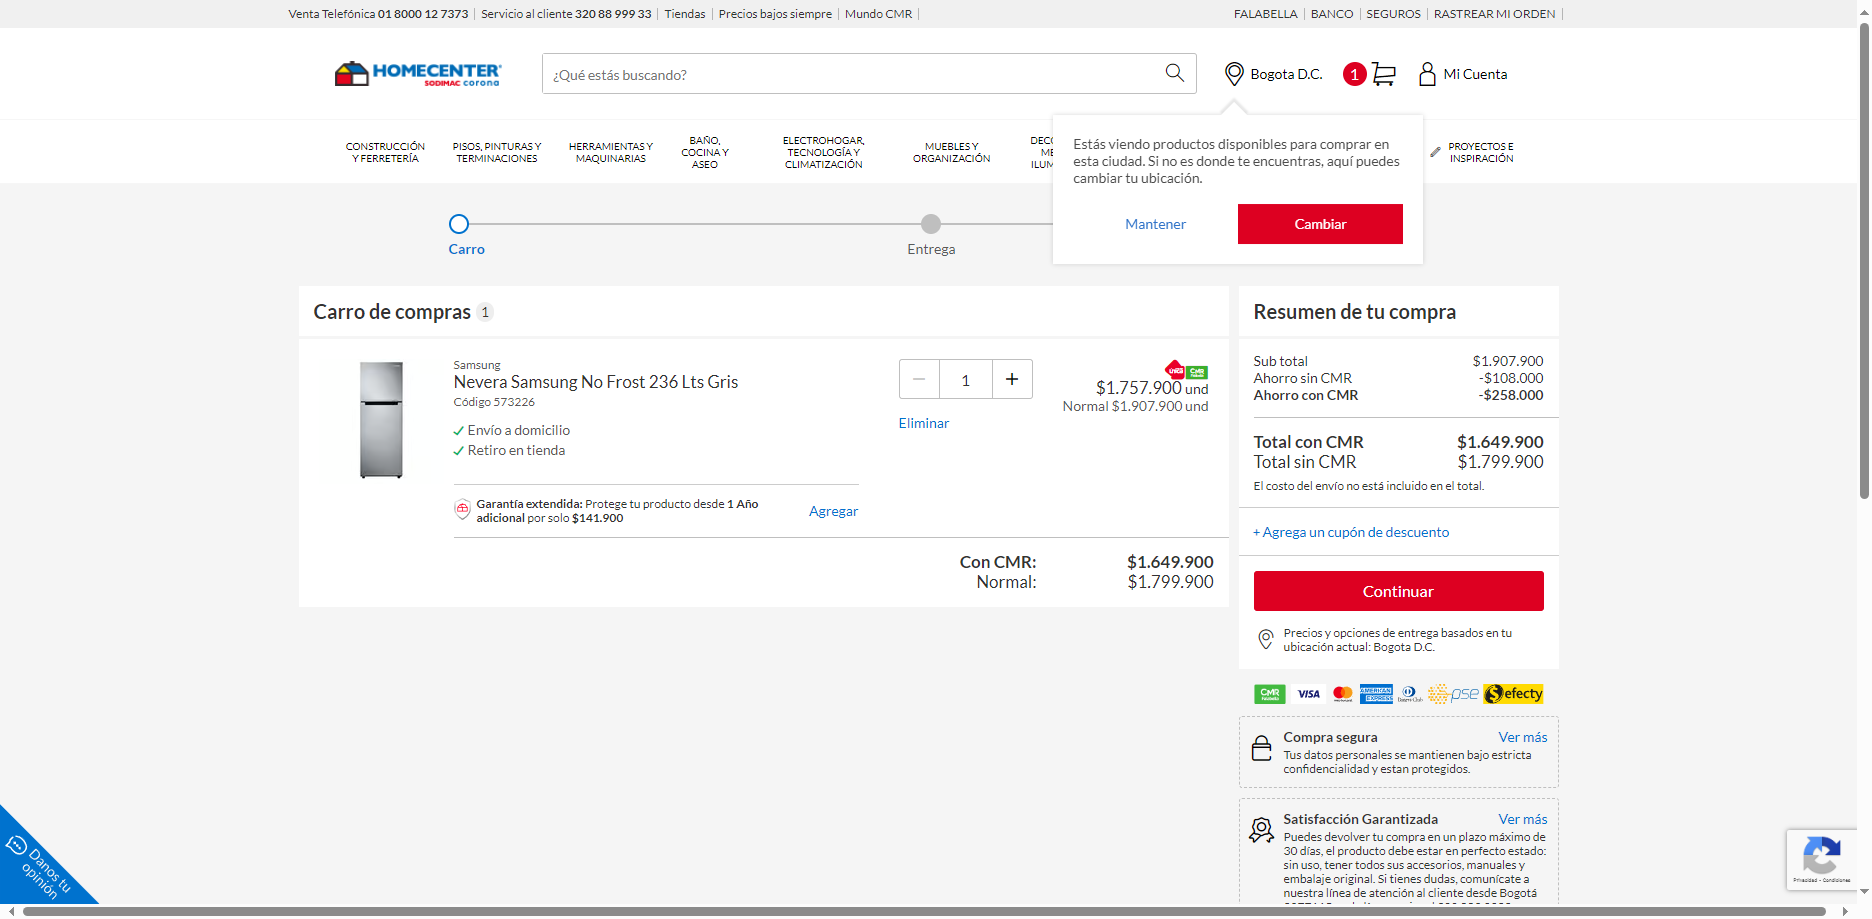 Venta Telefónica 01 8000 12 7373 Servicio al cliente 320 88 999 33 Tiendas Precios bajos siempre Mundo CMR
FALABELLA BANCO SEGUROS RASTREAR MI ORDEN
HOMECENTER
SODIMAC corona
¿Qué estás buscando?
Bogota D.C.
1
Mi Cuenta
CONSTRUCCIÓN
Y FERRETERÍA
PISOS, PINTURAS Y
TERMINACIONES
HERRAMIENTAS Y
MAQUINARIAS
BAÑO,
COCINA Y
ASEO
ELECTROHOGAR,
TECNOLOGÍA Y
CLIMATIZACIÓN
MUEBLES Y
ORGANIZACIÓN
PROYECTOS E
INSPIRACIÓN
Estás viendo productos disponibles para comprar en
esta ciudad. Si no es donde te encuentras, aquí puedes
cambiar tu ubicación.
Mantener
Cambiar
Carro
Entrega
Carro de compras 1
Samsung
Nevera Samsung No Frost 236 Lts Gris
Código 573226
Envío a domicilio
Retiro en tienda
Garantía extendida: Protege tu producto desde 1 Año
adicional por solo $141.900
Agregar
1
Eliminar
CMR
$1.757.900 und
Normal $1.907.900 und
Con CMR: $1.649.900
Normal: $1.799.900
Resumen de tu compra
Sub total $1.907.900
Ahorro sin CMR -$108.000
Ahorro con CMR -$258.000
Total con CMR $1.649.900
Total sin CMR $1.799.900
El costo del envío no está incluido en el total.
+ Agrega un cupón de descuento
Continuar
Precios y opciones de entrega basados en tu
ubicación actual: Bogota D.C.
CMR VISA AMERICAN EXPRESS Diners Club pse efecty
Compra segura Ver más
Tus datos personales se mantienen bajo estricta
confidencialidad y estan protegidos.
Satisfacción Garantizada Ver más
Puedes devolver tu compra en un plazo máximo de
30 días, el producto debe estar en perfecto estado:
sin uso, tener todos sus accesorios, manuales y
embalaje original. Si tienes dudas, comunícate a
nuestra línea de atención al cliente desde Bogotá
Danos tu
opinión
Privacidad - Condiciones